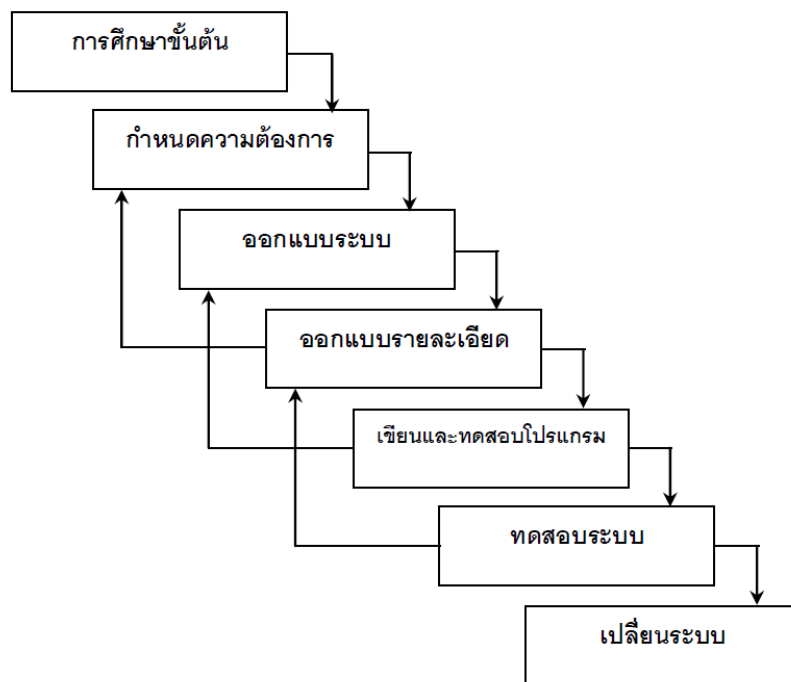 การศึกษาขั้นต้น
กำหนดความต้องการ
ออกแบบระบบ
ออกแบบรายละเอียด
เขียนและทดสอบโปรแกรม
ทดสอบระบบ
เปลี่ยนระบบ